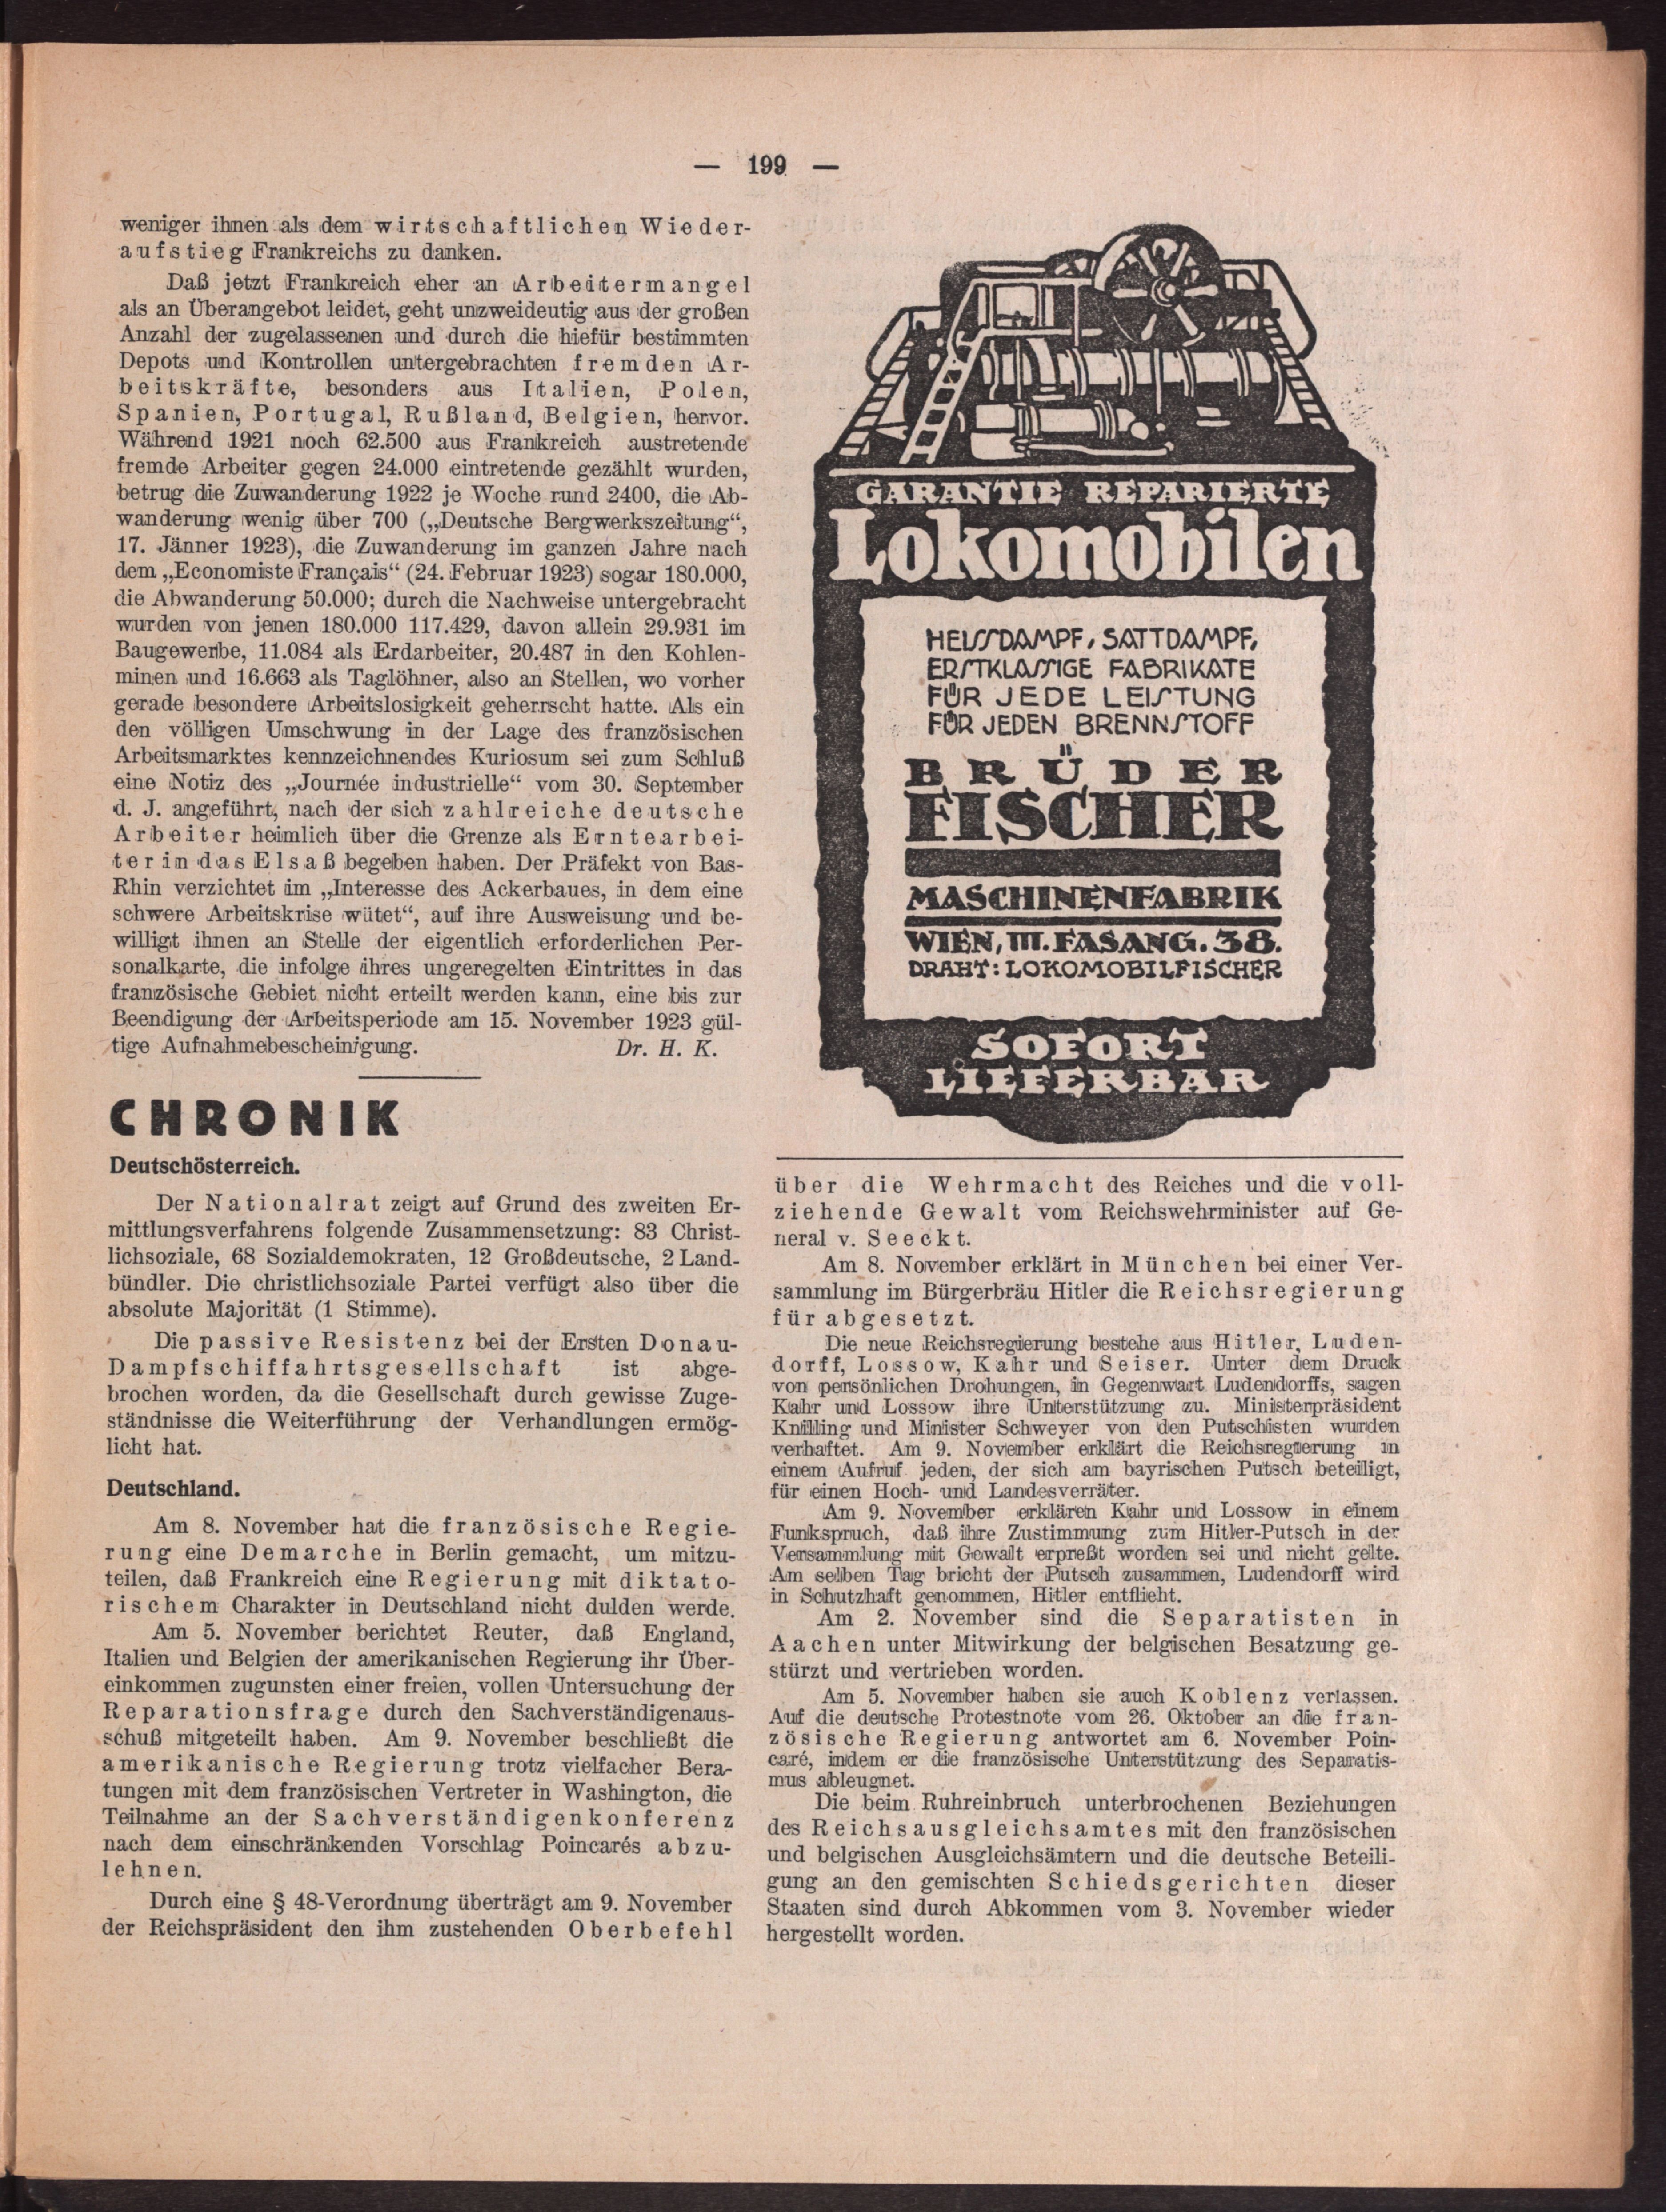 — 199 —
weniger ihnen als dem wirtschaftlichen Wieder-
aufstieg Frankreichs zu danken.
Daß jetzt Frankreich eher an Arbeitermangel
als an Überangebot leidet, geht unzweideutig aus der großen
Anzahl der zugelassenen und durch die hiefür bestimmten
Depots und Kontrollen untergebrachten fremden Ar-
beitskräfte, besonders aus Italien, Polen,
Spanien, Portugal, Rußland, Belgien, hervor.
Während 1921 noch 62.500 aus Frankreich austretende
fremde Arbeiter gegen 24.000 eintretende gezählt wurden,
betrug die Zuwanderung 1922 je Woche rund 2400, die Ab-
wanderung wenig über 700 („Deutsche Bergwerkszeitung“,
17. Jänner 1923), die Zuwanderung im ganzen Jahre nach
dem „Economiste Français“ (24. Februar 1923) sogar 180.000,
die Abwanderung 50.000; durch die Nachweise untergebracht
wurden von jenen 180.000 117.429, davon allein 29.931 im
Baugewerbe, 11.084 als Erdarbeiter, 20.487 in den Kohlen-
minen und 16.663 als Taglöhner, also an Stellen, wo vorher
gerade besondere Arbeitslosigkeit geherrscht hatte. Als ein
den völligen Umschwung in der Lage des französischen
Arbeitsmarktes kennzeichnendes Kuriosum sei zum Schluß
eine Notiz des „Journée industrielle“ vom 30. September
d. J. angeführt, nach der sich zahlreiche deutsche
Arbeiter heimlich über die Grenze als Erntearbei-
ter in das Elsaß begeben haben. Der Präfekt von Bas-
Rhin verzichtet im „Interesse des Ackerbaues, in dem eine
schwere Arbeitskrise wütet“, auf ihre Ausweisung und be-
willigt ihnen an Stelle der eigentlich erforderlichen Per-
sonalkarte, die infolge ihres ungeregelten Eintrittes in das
französische Gebiet nicht erteilt werden kann, eine bis zur
Beendigung der Arbeitsperiode am 15. November 1923 gül-
tige Aufnahmebescheinigung. Dr. H. K.
CHRONIK
Deutschösterreich.
Der Nationalrat zeigt auf Grund des zweiten Er-
mittlungsverfahrens folgende Zusammensetzung: 83 Christ-
lichsoziale, 68 Sozialdemokraten, 12 Großdeutsche, 2 Land-
bündler. Die christlichsoziale Partei verfügt also über die
absolute Majorität (1 Stimme).
Die passive Resistenz bei der Ersten Donau-
Dampfschiffahrtsgesellschaft ist abge-
brochen worden, da die Gesellschaft durch gewisse Zuge-
ständnisse die Weiterführung der Verhandlungen ermög-
licht hat.
Deutschland.
Am 8. November hat die französische Regie-
rung eine Demarche in Berlin gemacht, um mitzu-
teilen, daß Frankreich eine Regierung mit diktato-
rischem Charakter in Deutschland nicht dulden werde.
Am 5. November berichtet Reuter, daß England,
Italien und Belgien der amerikanischen Regierung ihr Über-
einkommen zugunsten einer freien, vollen Untersuchung der
Reparationsfrage durch den Sachverständigenaus-
schuß mitgeteilt haben. Am 9. November beschließt die
amerikanische Regierung trotz vielfacher Bera-
tungen mit dem französischen Vertreter in Washington, die
Teilnahme an der Sachverständigenkonferenz
nach dem einschränkenden Vorschlag Poincarés abzu-
lehnen.
Durch eine § 48-Verordnung überträgt am 9. November
der Reichspräsident den ihm zustehenden Oberbefehl
GARANTIE REPARIERTE
Lokomobilen
HEISSDAMPF, SATTDAMPF,
ERSTKLASSIGE FABRIKATE
FÜR JEDE LEISTUNG
FÜR JEDEN BRENNSTOFF
BRÜDER
FISCHER
MASCHINENFABRIK
WIEN, III. FASANG. 38.
DRAHT: LOKOMOBILFISCHER
SOFORT
LIEFERBAR
über die Wehrmacht des Reiches und die voll-
ziehende Gewalt vom Reichswehrminister auf Ge-
neral v. Seeckt.
Am 8. November erklärt in München bei einer Ver-
sammlung im Bürgerbräu Hitler die Reichsregierung
für abgesetzt.
Die neue Reichsregierung bestehe aus Hitler, Luden-
dorff, Lossow, Kahr und Seiser. Unter dem Druck
von persönlichen Drohungen, in Gegenwart Ludendorffs, sagen
Kahr und Lossow ihre Unterstützung zu. Ministerpräsident
Knilling und Minister Schweyer von den Putschisten wurden
verhaftet. Am 9. November erklärt die Reichsregierung in
einem Aufruf jeden, der sich am bayrischen Putsch beteiligt,
für einen Hoch- und Landesverräter.
Am 9. November erklären Kahr und Lossow in einem
Funkspruch, daß ihre Zustimmung zum Hitler-Putsch in der
Versammlung mit Gewalt erpreßt worden sei und nicht gelte.
Am selben Tag bricht der Putsch zusammen, Ludendorff wird
in Schutzhaft genommen, Hitler entflieht.
Am 2. November sind die Separatisten in
Aachen unter Mitwirkung der belgischen Besatzung ge-
stürzt und vertrieben worden.
Am 5. November haben sie auch Koblenz verlassen.
Auf die deutsche Protestnote vom 26. Oktober an die fran-
zösische Regierung antwortet am 6. November Poin-
caré, indem er die französische Unterstützung des Separatis-
mus ableugnet.
Die beim Ruhreinbruch unterbrochenen Beziehungen
des Reichsausgleichsamtes mit den französischen
und belgischen Ausgleichsämtern und die deutsche Beteili-
gung an den gemischten Schiedsgerichten dieser
Staaten sind durch Abkommen vom 3. November wieder
hergestellt worden.